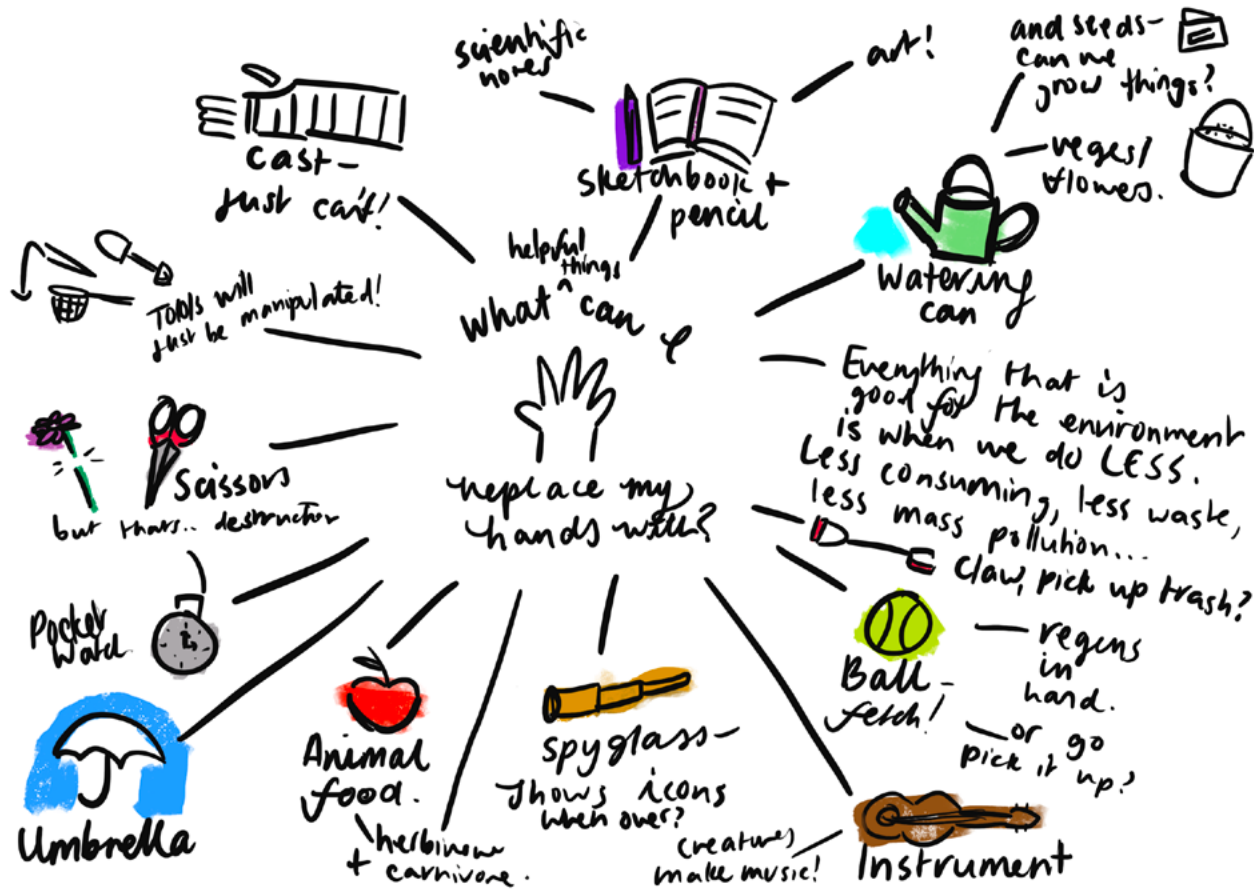 what can
helpful
things
replace my
hands with?
cast-
Just can't!
scientific
notes
art!
sketchbook +
pencil
and seeds-
can we
grow things?
veges/
flowers.
watering
can
Tools will
just be manipulated!
Scissors
but thats.. destruction
Everything that is
good for the environment
is when we do LESS.
Less consuming, less waste,
less mass
pollution...
claw, pick up trash?
Pocket
Umbrella
Animal
food.
herbivore
+ carnivore.
spyglass-
shows icons
when over?
Ball-
fetch!
regens
in
hand.
or go
pick it up?
creatures
make music!
Instrument